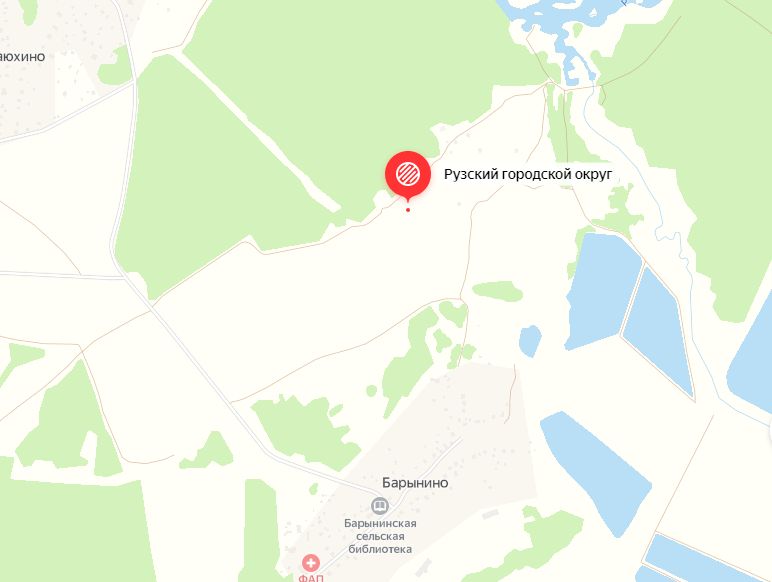 аюхино
Рузский городской округ
Барынино
Барынинская
сельская
библиотека
ФАП